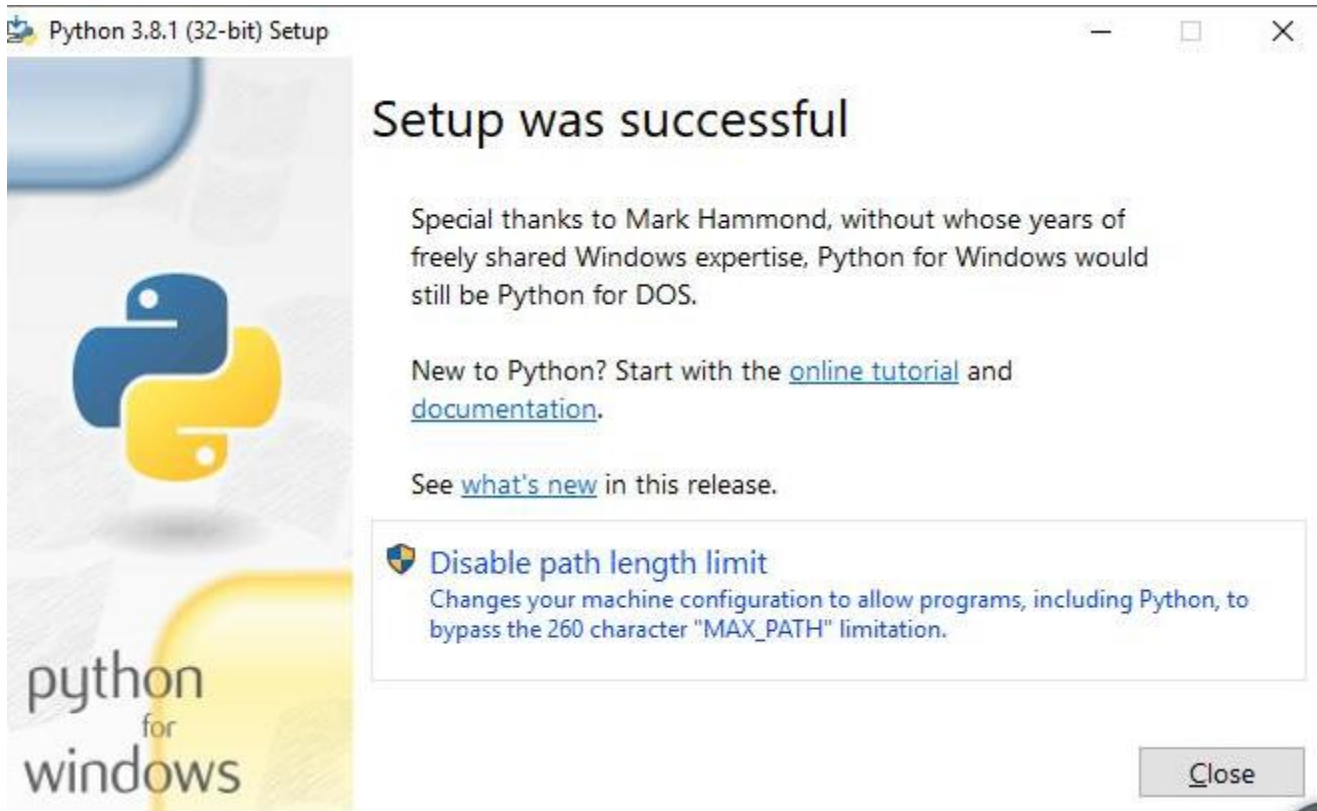 Python 3.8.1 (32-bit) Setup
Setup was successful
Special thanks to Mark Hammond, without whose years of
freely shared Windows expertise, Python for Windows would
still be Python for DOS.
New to Python? Start with the online tutorial and
documentation.
See what's new in this release.
Disable path length limit
Changes your machine configuration to allow programs, including Python, to
bypass the 260 character "MAX_PATH" limitation.
python
for
windows
Close